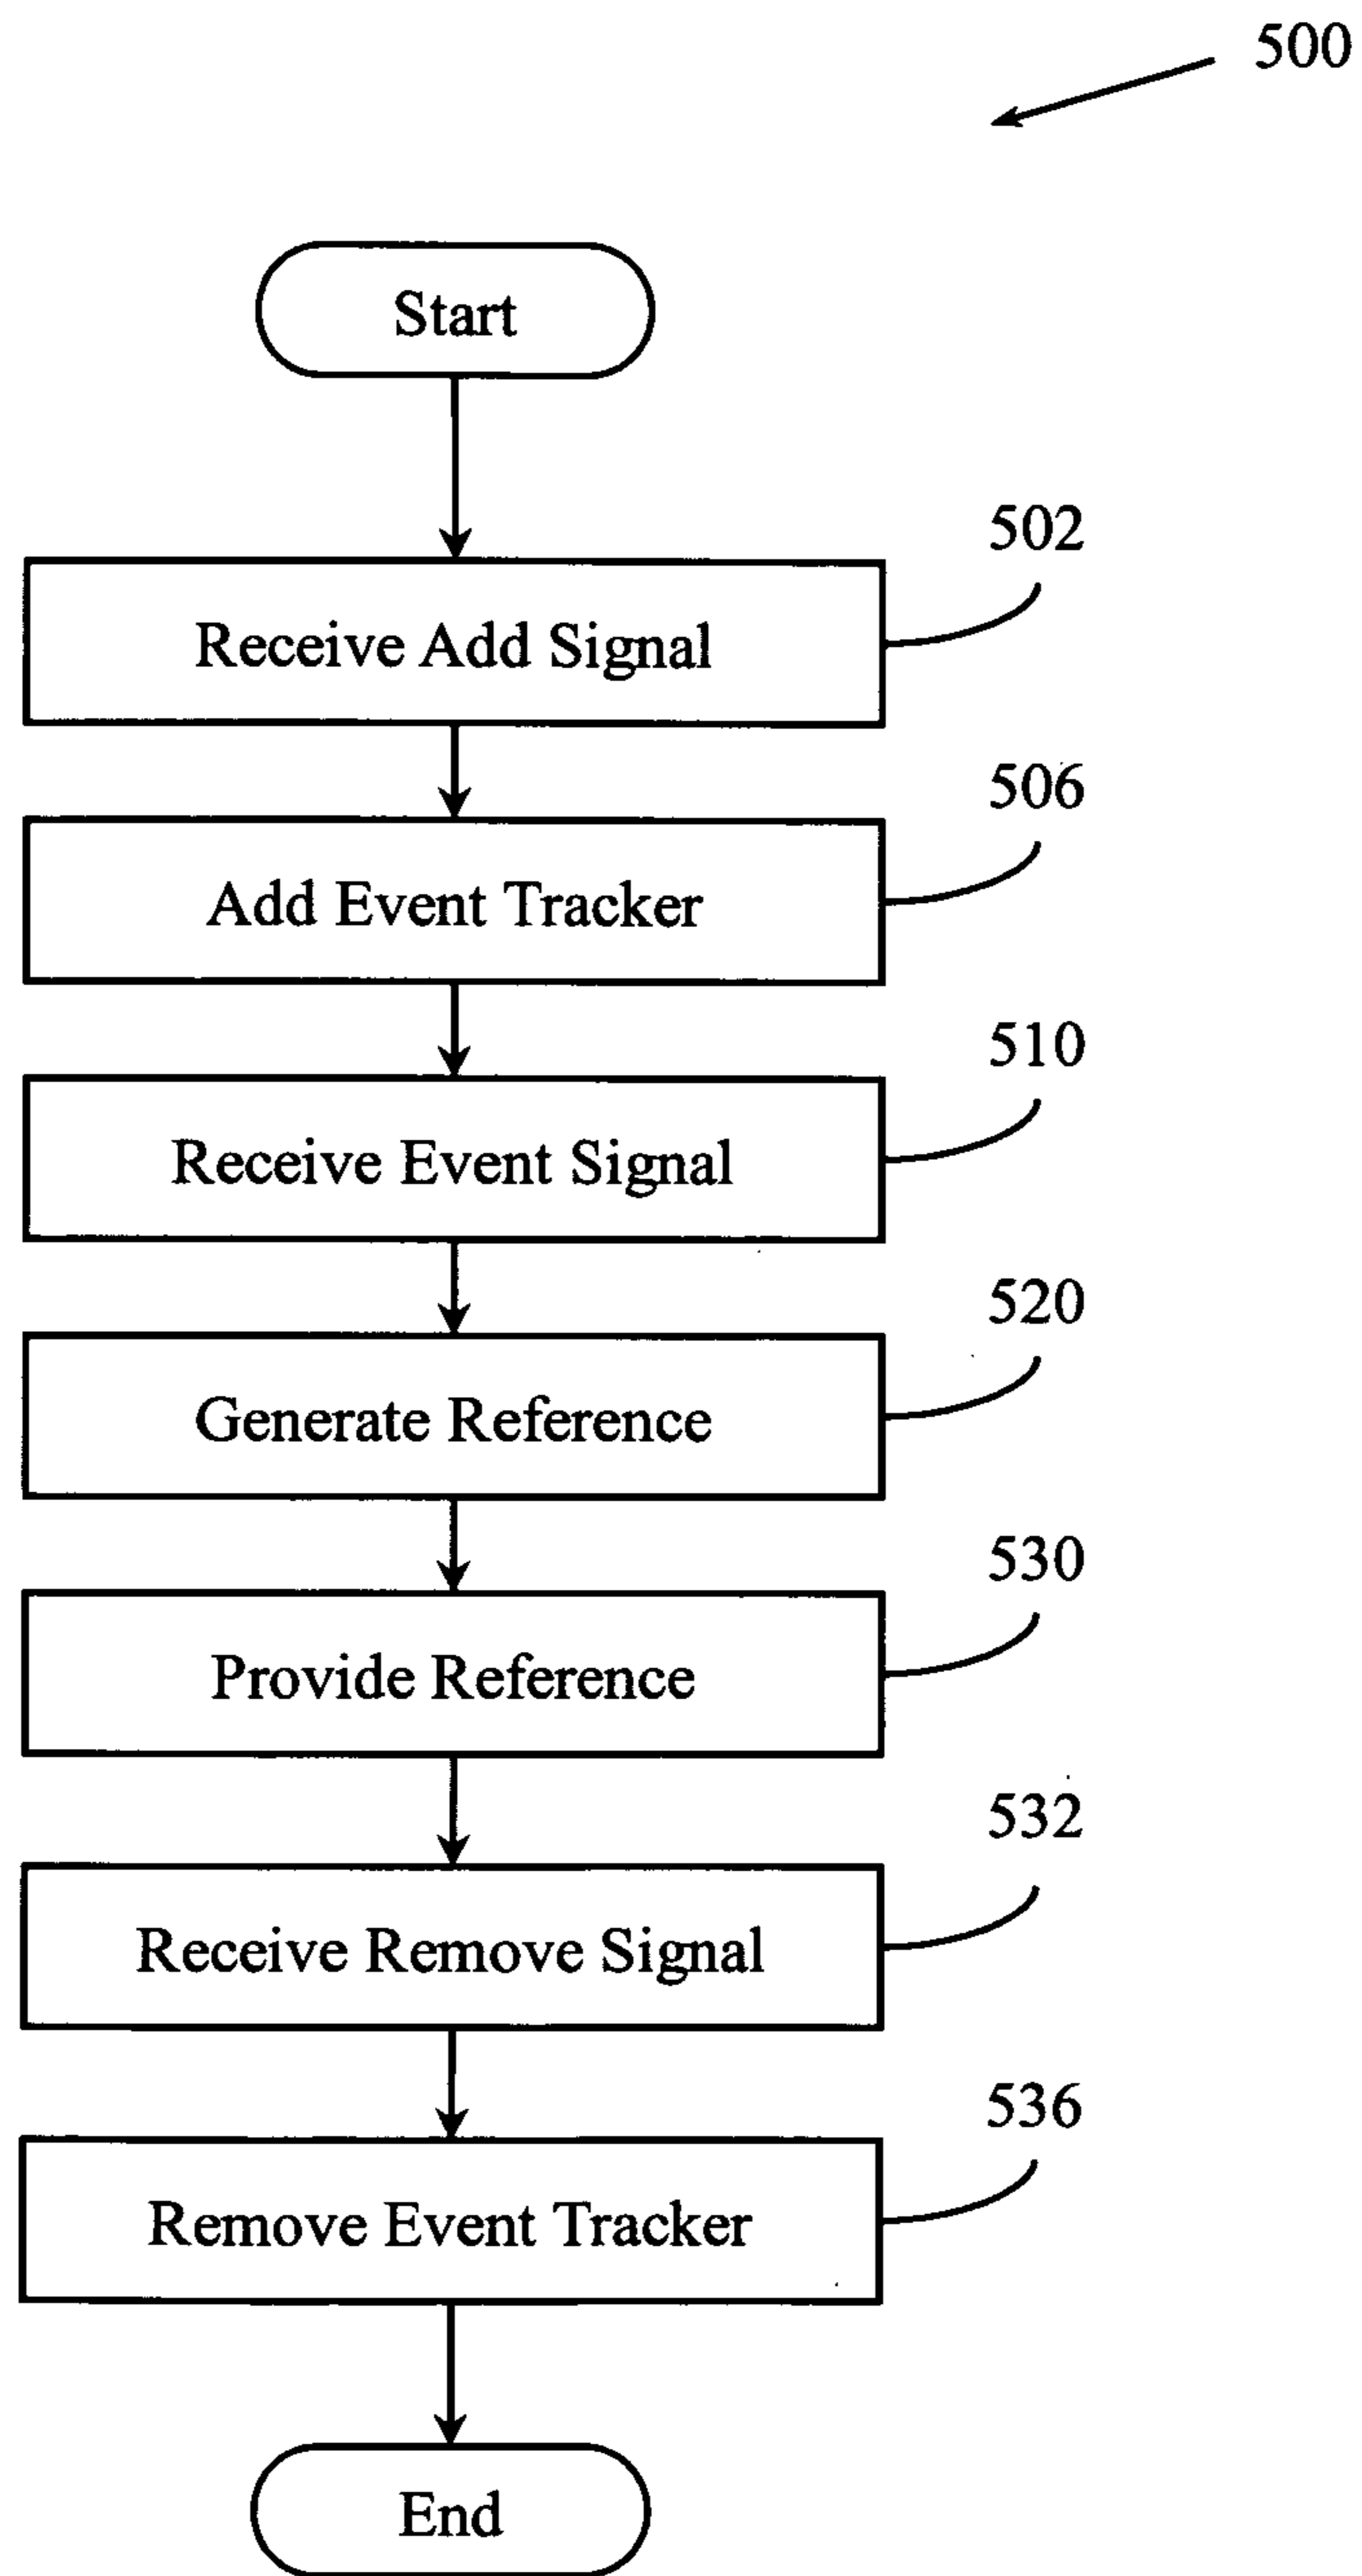 500
Start
502
Receive Add Signal
506
Add Event Tracker
510
Receive Event Signal
520
Generate Reference
530
Provide Reference
532
Receive Remove Signal
536
Remove Event Tracker
End